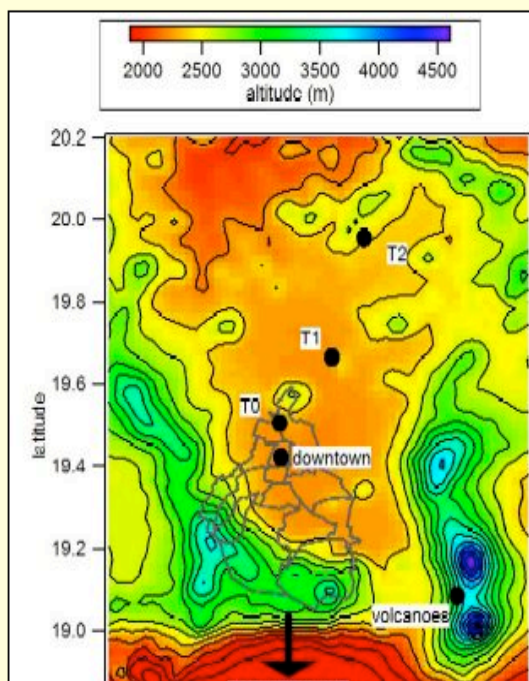 2000 2500 3000 3500 4000 4500
altitude (m)
20.2
20.0
T2
19.8
T1
19.6
T0
latitude
19.4
downtown
19.2
volcanoes
19.0